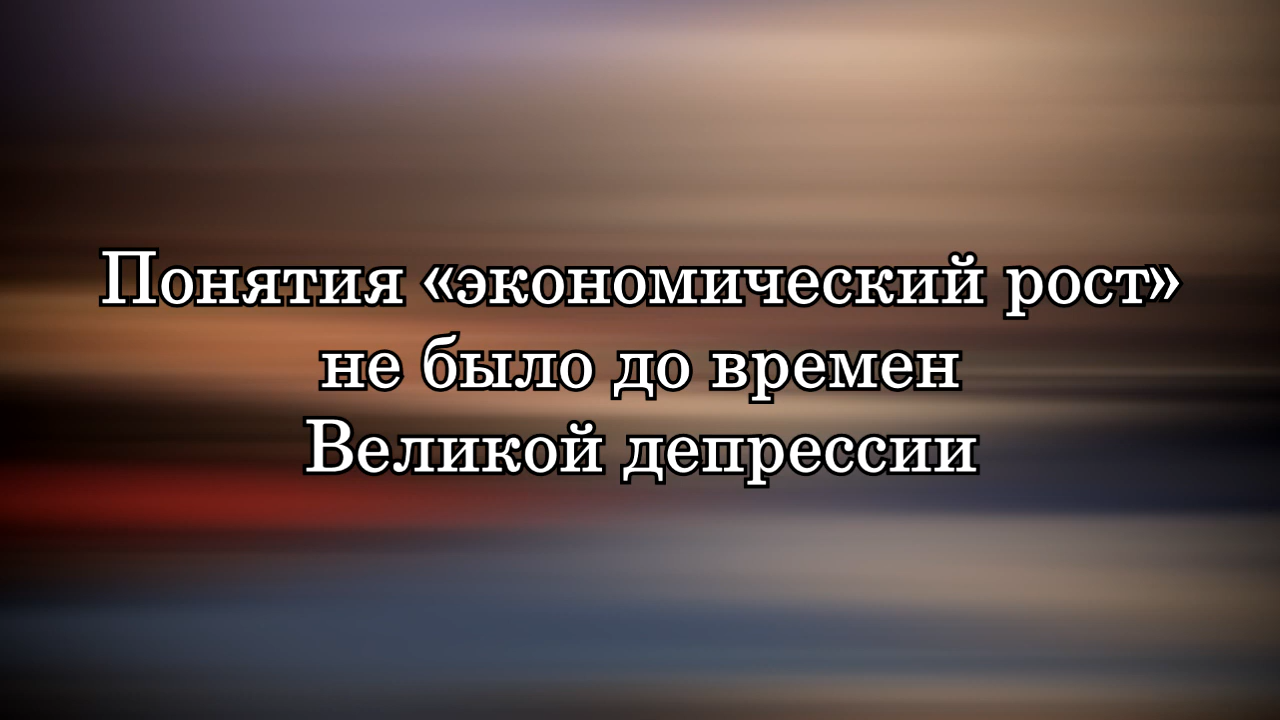 Понятия «экономический рост»
не было до времен
Великой депрессии